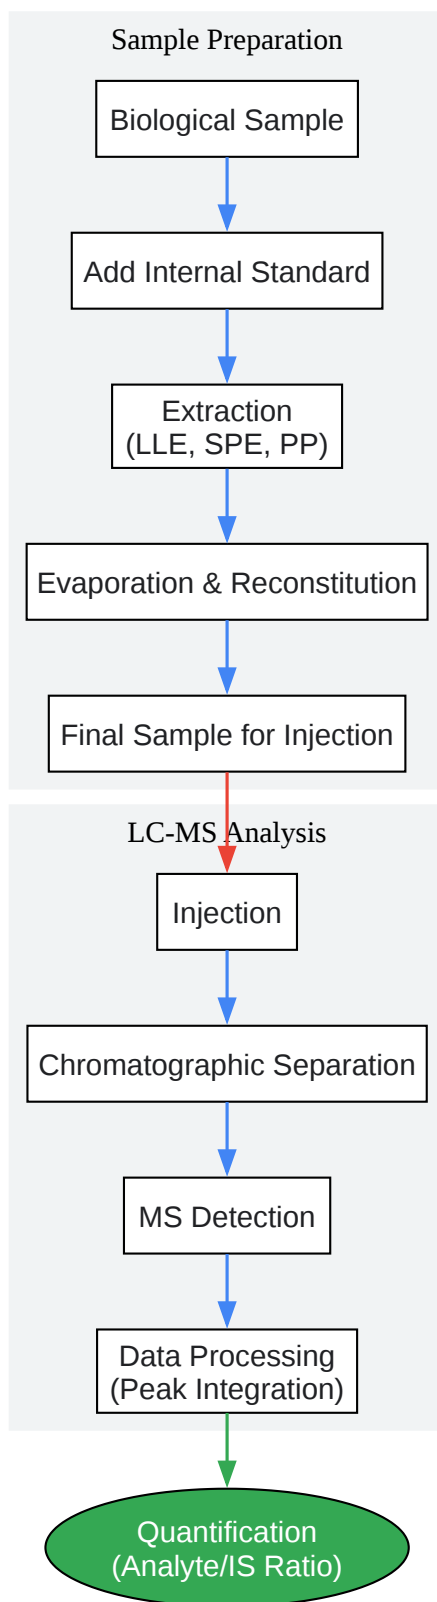 Sample Preparation
Biological Sample
Add Internal Standard
Extraction
(LLE, SPE, PP)
Evaporation & Reconstitution
Final Sample for Injection
LC-MS Analysis
Injection
Chromatographic Separation
MS Detection
Data Processing
(Peak Integration)
Quantification
(Analyte/IS Ratio)